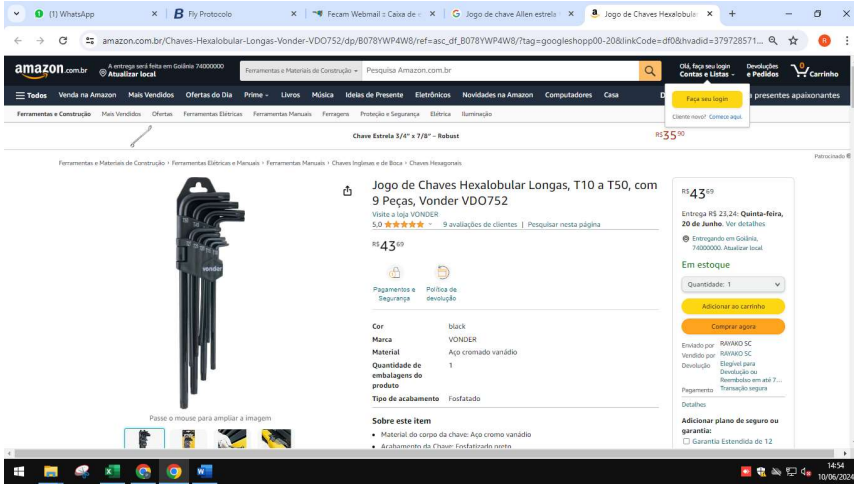 (1) WhatsApp
Fly Protocolo
Fecam Webmail :: Caixa de e
Jogo de chave Allen estrela
Jogo de Chaves Hexalobular
amazon.com.br/Chaves-Hexalobular-Longas-Vonder-VDO752/dp/B078YWP4W8/ref=asc_df_B078YWP4W8/?tag=googleshopp00-20&linkCode=df0&hvadid=379728571...
amazon.com.br
A entrega será feita em Goiânia 74000000
Atualizar local
Ferramentas e Materiais de Construção
Pesquisa Amazon.com.br
Olá, faça seu login
Contas e Listas
Devoluções
e Pedidos
0
Carrinho
Todos Venda na Amazon Mais Vendidos Ofertas do Dia Prime Livros Música Ideias de Presente Eletrônicos Novidades na Amazon Computadores Casa
a presentes apaixonantes
Faça seu login
Cliente novo? Comece aqui.
Ferramentas e Construção Mais Vendidos Ofertas Ferramentas Elétricas Ferramentas Manuais Ferragens Proteção e Segurança Elétrica Iluminação
Chave Estrela 3/4" x 7/8" – Robust
R$3590
Patrocinado
Ferramentas e Materiais de Construção › Ferramentas Elétricas e Manuais › Ferramentas Manuais › Chaves Inglesas e de Boca › Chaves Hexagonais
vonder
Passe o mouse para ampliar a imagem
Jogo de Chaves Hexalobular Longas, T10 a T50, com
9 Peças, Vonder VDO752
Visite a loja VONDER
5,0 9 avaliações de clientes | Pesquisar nesta página
R$4369
Pagamentos e
Segurança
Política de
devolução
Cor black
Marca VONDER
Material Aço cromado vanádio
Quantidade de
embalagens do
produto
1
Tipo de acabamento Fosfatado
Sobre este item
• Material do corpo da chave: Aço cromo vanádio
• Acabamento da Chave: Fosfatizado preto
R$4369
Entrega R$ 23,24: Quinta-feira,
20 de Junho. Ver detalhes
Entregando em Goiânia,
74000000. Atualizar local
Em estoque
Quantidade: 1
Adicionar ao carrinho
Comprar agora
Enviado por RAYAKO SC
Vendido por RAYAKO SC
Devolução Elegível para
Devolução ou
Reembolso em até 7...
Pagamento Transação segura
Detalhes
Adicionar plano de seguro ou
garantia:
Garantia Estendida de 12
14:54
10/06/2024